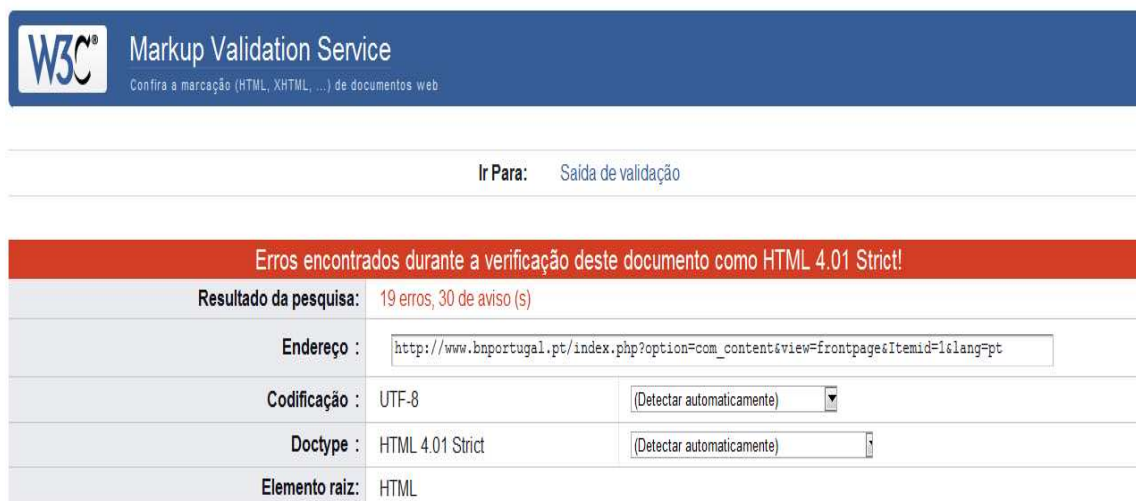 W3C®
Markup Validation Service
Confira a marcação (HTML, XHTML, ...) de documentos web
Ir Para: Saída de validação
Erros encontrados durante a verificação deste documento como HTML 4.01 Strict!
Resultado da pesquisa: 19 erros, 30 de aviso (s)
Endereço : http://www.bnportugal.pt/index.php?option=com_content&view=frontpage&Itemid=1&lang=pt
Codificação : UTF-8 (Detectar automaticamente)
Doctype : HTML 4.01 Strict (Detectar automaticamente)
Elemento raiz: HTML